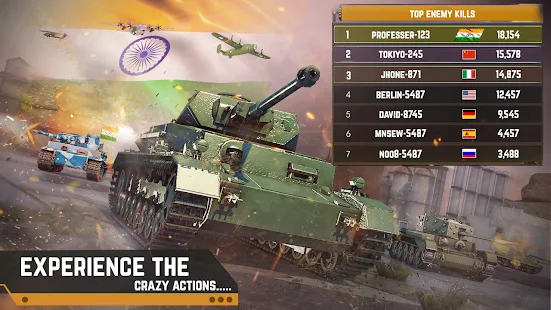 TOP ENEMY KILLS
1 PROFESSER-123 18,154
2 TOKIYO-245 15,578
3 JHONE-871 14,875
4 BERLIN-5487 12,457
5 DAVID-8745 9,545
6 MNSEW-5487 4,457
7 NOO8-5487 3,488
EXPERIENCE THE
CRAZY ACTIONS.....